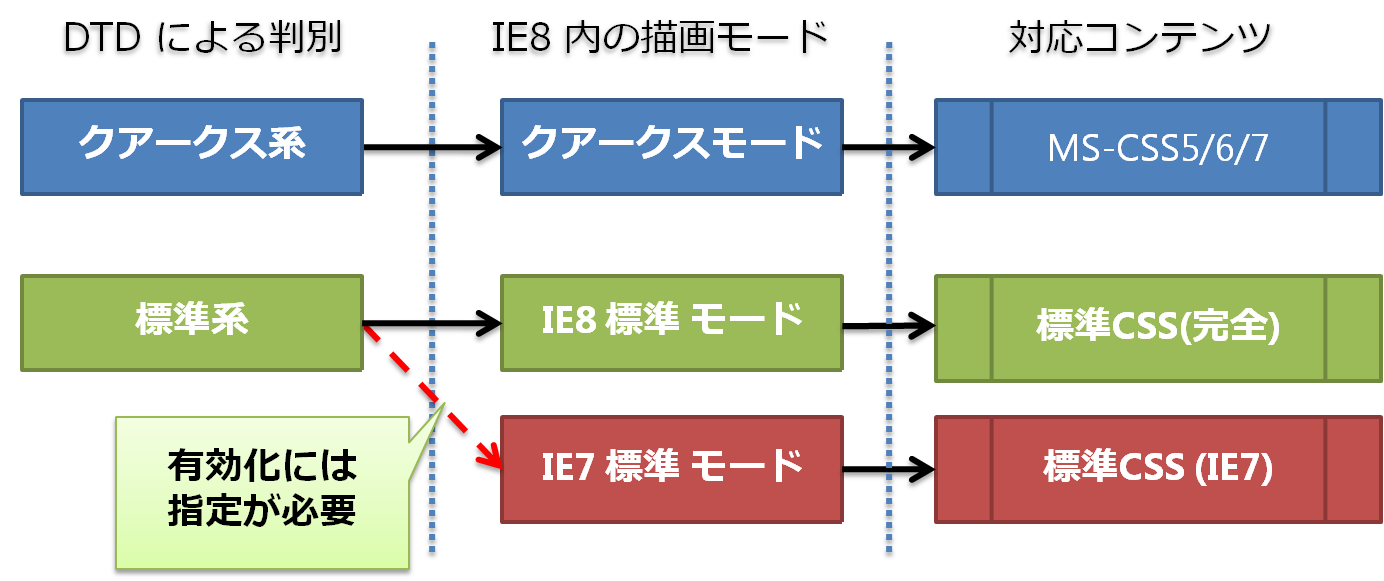 DTD による判別
IE8 内の描画モード
対応コンテンツ
クアークス系
クアークスモード
MS-CSS5/6/7
標準系
IE8 標準 モード
標準CSS(完全)
有効化には
指定が必要
IE7 標準 モード
標準CSS (IE7)